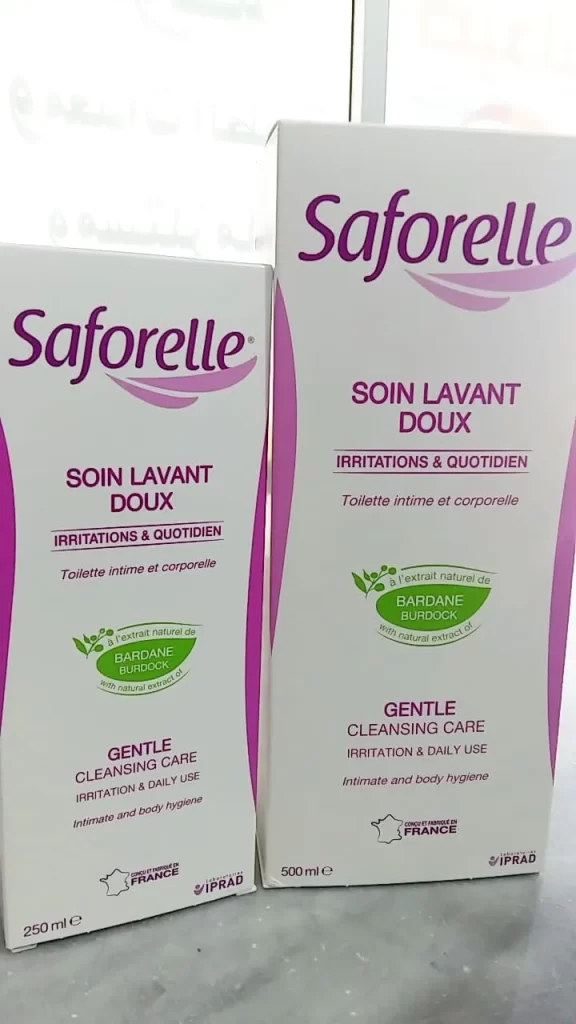 Saforelle®
SOIN LAVANT
DOUX
IRRITATIONS & QUOTIDIEN
Toilette intime et corporelle
à l'extrait naturel de
BARDANE
BURDOCK
with natural extract of
GENTLE
CLEANSING CARE
IRRITATION & DAILY USE
Intimate and body hygiene
CONÇU ET FABRIQUÉ EN
FRANCE
Laboratoires
IPRAD
250 ml e
Saforelle
SOIN LAVANT
DOUX
IRRITATIONS & QUOTIDIEN
Toilette intime et corporelle
à l'extrait naturel de
BARDANE
BURDOCK
with natural extract of
GENTLE
CLEANSING CARE
IRRITATION & DAILY USE
Intimate and body hygiene
CONÇU ET FABRIQUÉ EN
FRANCE
Laboratoires
IPRAD
500 ml e